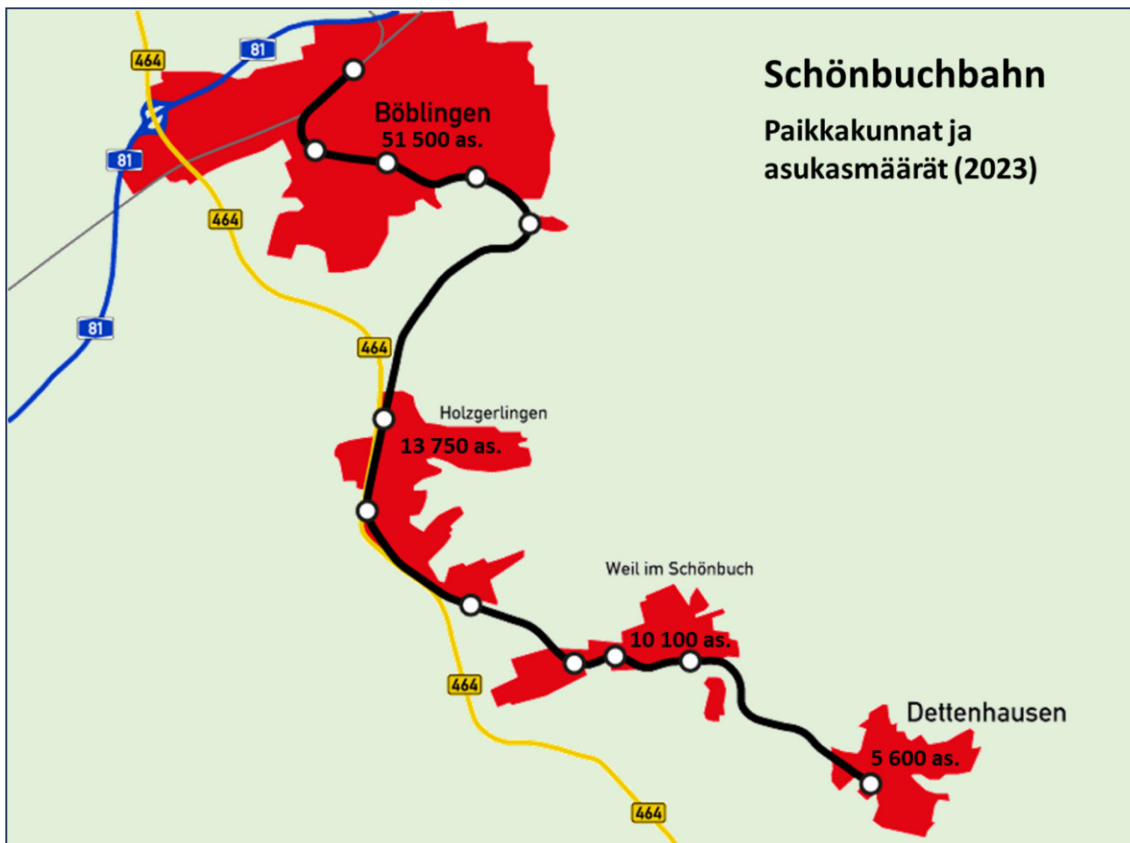 Schönbuchbahn
Paikkakunnat ja
asukasmäärät (2023)
81
464
Böblingen
51 500 as.
81
464
81
464
Holzgerlingen
13 750 as.
Weil im Schönbuch
10 100 as.
464
Dettenhausen
5 600 as.
464